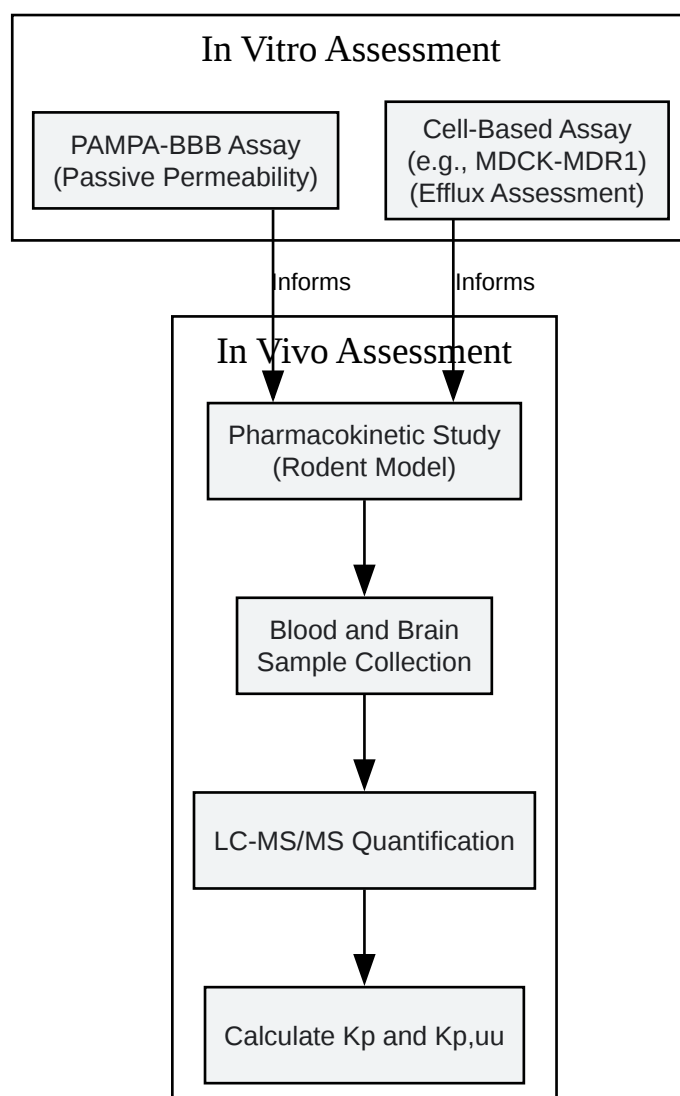 In Vitro Assessment
PAMPA-BBB Assay
(Passive Permeability)
Cell-Based Assay
(e.g., MDCK-MDR1)
(Efflux Assessment)
Informs
Informs
In Vivo Assessment
Pharmacokinetic Study
(Rodent Model)
Blood and Brain
Sample Collection
LC-MS/MS Quantification
Calculate Kp and Kp,uu